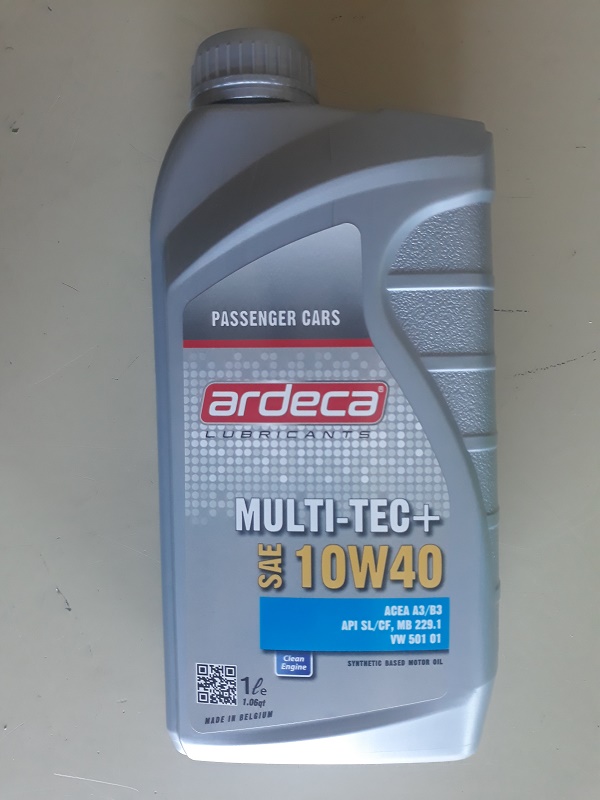 PASSENGER CARS
ardeca®
LUBRICANTS
MULTI-TEC+
SAE 10W40
ACEA A3/B3
API SL/CF, MB 229.1
VW 501 01
Clean
Engine
SYNTHETIC BASED MOTOR OIL
1ℓe
1.06qt
MADE IN BELGIUM